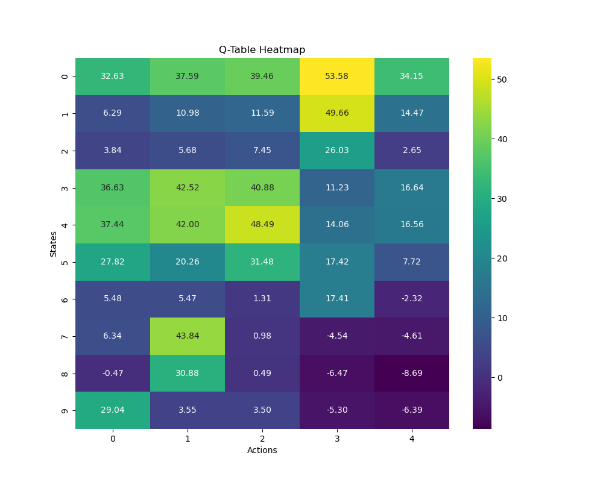 Q-Table Heatmap
0 32.63 37.59 39.46 53.58 34.15
1 6.29 10.98 11.59 49.66 14.47
2 3.84 5.68 7.45 26.03 2.65
3 36.63 42.52 40.88 11.23 16.64
4 37.44 42.00 48.49 14.06 16.56
5 27.82 20.26 31.48 17.42 7.72
6 5.48 5.47 1.31 17.41 -2.32
7 6.34 43.84 0.98 -4.54 -4.61
8 -0.47 30.88 0.49 -6.47 -8.69
9 29.04 3.55 3.50 -5.30 -6.39
0 1 2 3 4
Actions
States
50
40
30
20
10
0